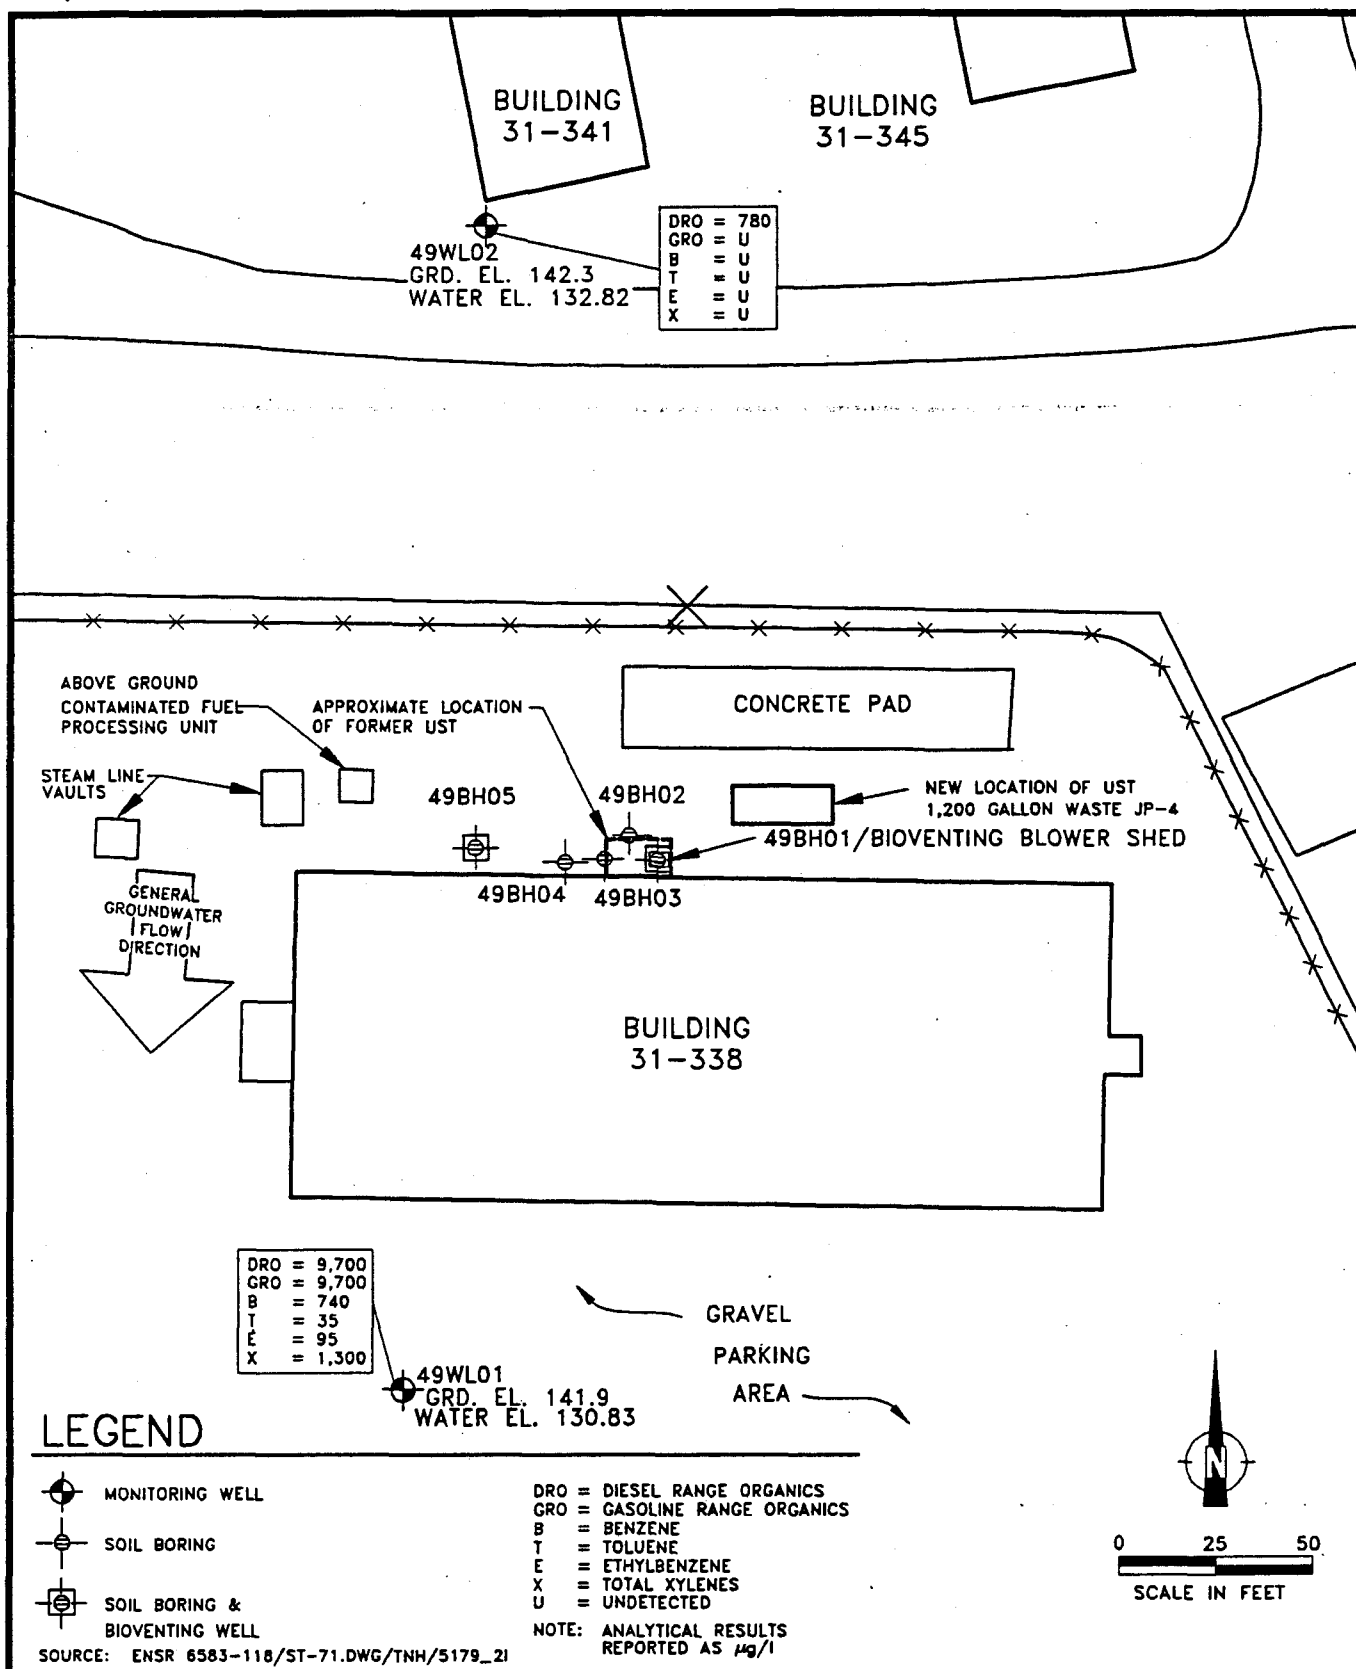 BUILDING
31-341
BUILDING
31-345
DRO = 780
GRO = U
B = U
T = U
E = U
X = U
49WL02
GRD. EL. 142.3
WATER EL. 132.82
ABOVE GROUND
CONTAMINATED FUEL
PROCESSING UNIT
APPROXIMATE LOCATION
OF FORMER UST
CONCRETE PAD
STEAM LINE
VAULTS
49BH05
49BH02
NEW LOCATION OF UST
1,200 GALLON WASTE JP-4
49BH01/BIOVENTING BLOWER SHED
49BH04
49BH03
GENERAL
GROUNDWATER
FLOW
DIRECTION
BUILDING
31-338
DRO = 9,700
GRO = 9,700
B = 740
T = 35
E = 95
X = 1,300
GRAVEL
PARKING
AREA
49WL01
GRD. EL. 141.9
WATER EL. 130.83
LEGEND
MONITORING WELL
SOIL BORING
SOIL BORING &
BIOVENTING WELL
DRO = DIESEL RANGE ORGANICS
GRO = GASOLINE RANGE ORGANICS
B = BENZENE
T = TOLUENE
E = ETHYLBENZENE
X = TOTAL XYLENES
U = UNDETECTED
NOTE: ANALYTICAL RESULTS
REPORTED AS µg/l
N
0 25 50
SCALE IN FEET
SOURCE: ENSR 6583-118/ST-71.DWG/TNH/5179_21